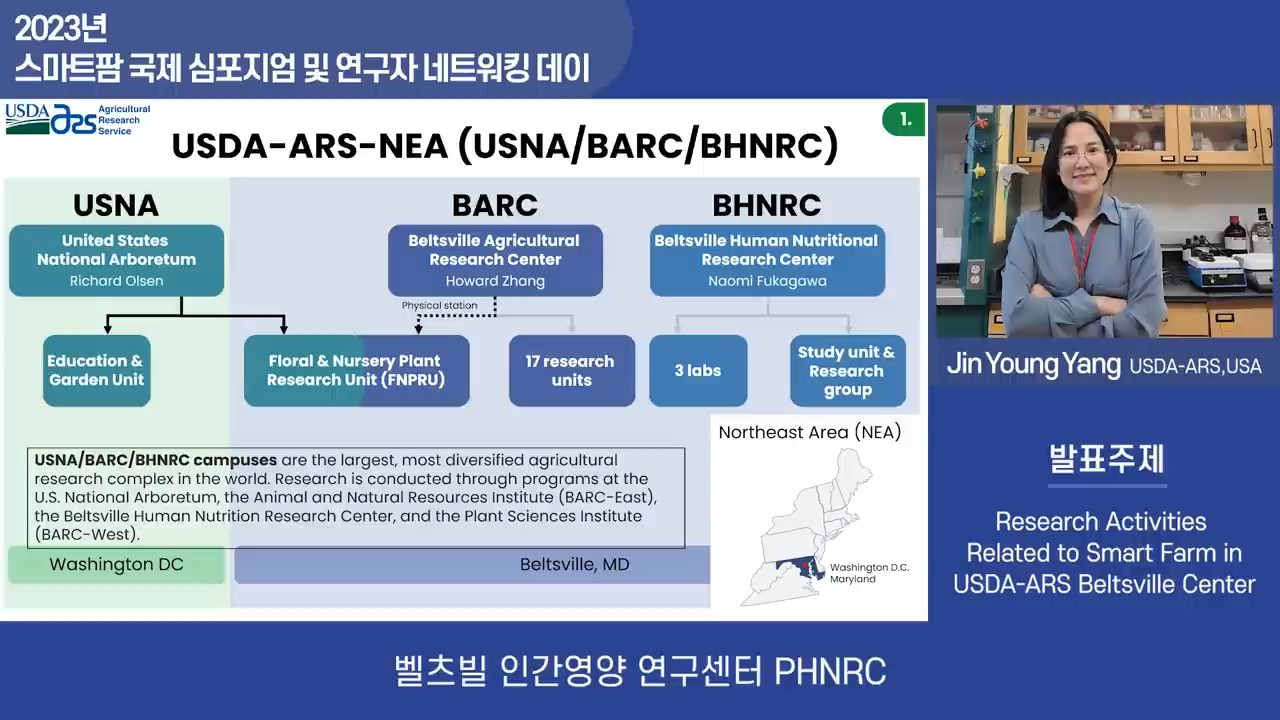 2023년
스마트팜 국제 심포지엄 및 연구자 네트워킹 데이
USDA ars Agricultural
Research
Service
1.
USDA-ARS-NEA (USNA/BARC/BHNRC)
USNA
United States
National Arboretum
Richard Olsen
BARC
Beltsville Agricultural
Research Center
Howard Zhang
BHNRC
Beltsville Human Nutritional
Research Center
Naomi Fukagawa
Physical station
Education &
Garden Unit
Floral & Nursery Plant
Research Unit (FNPRU)
17 research
units
3 labs
Study unit &
Research
group
USNA/BARC/BHNRC campuses are the largest, most diversified agricultural
research complex in the world. Research is conducted through programs at the
U.S. National Arboretum, the Animal and Natural Resources Institute (BARC-East),
the Beltsville Human Nutrition Research Center, and the Plant Sciences Institute
(BARC-West).
Washington DC
Beltsville, MD
Northeast Area (NEA)
Washington D.C.
Maryland
Jin Young Yang USDA-ARS,USA
발표주제
Research Activities
Related to Smart Farm in
USDA-ARS Beltsville Center
벨츠빌 인간영양 연구센터 PHNRC